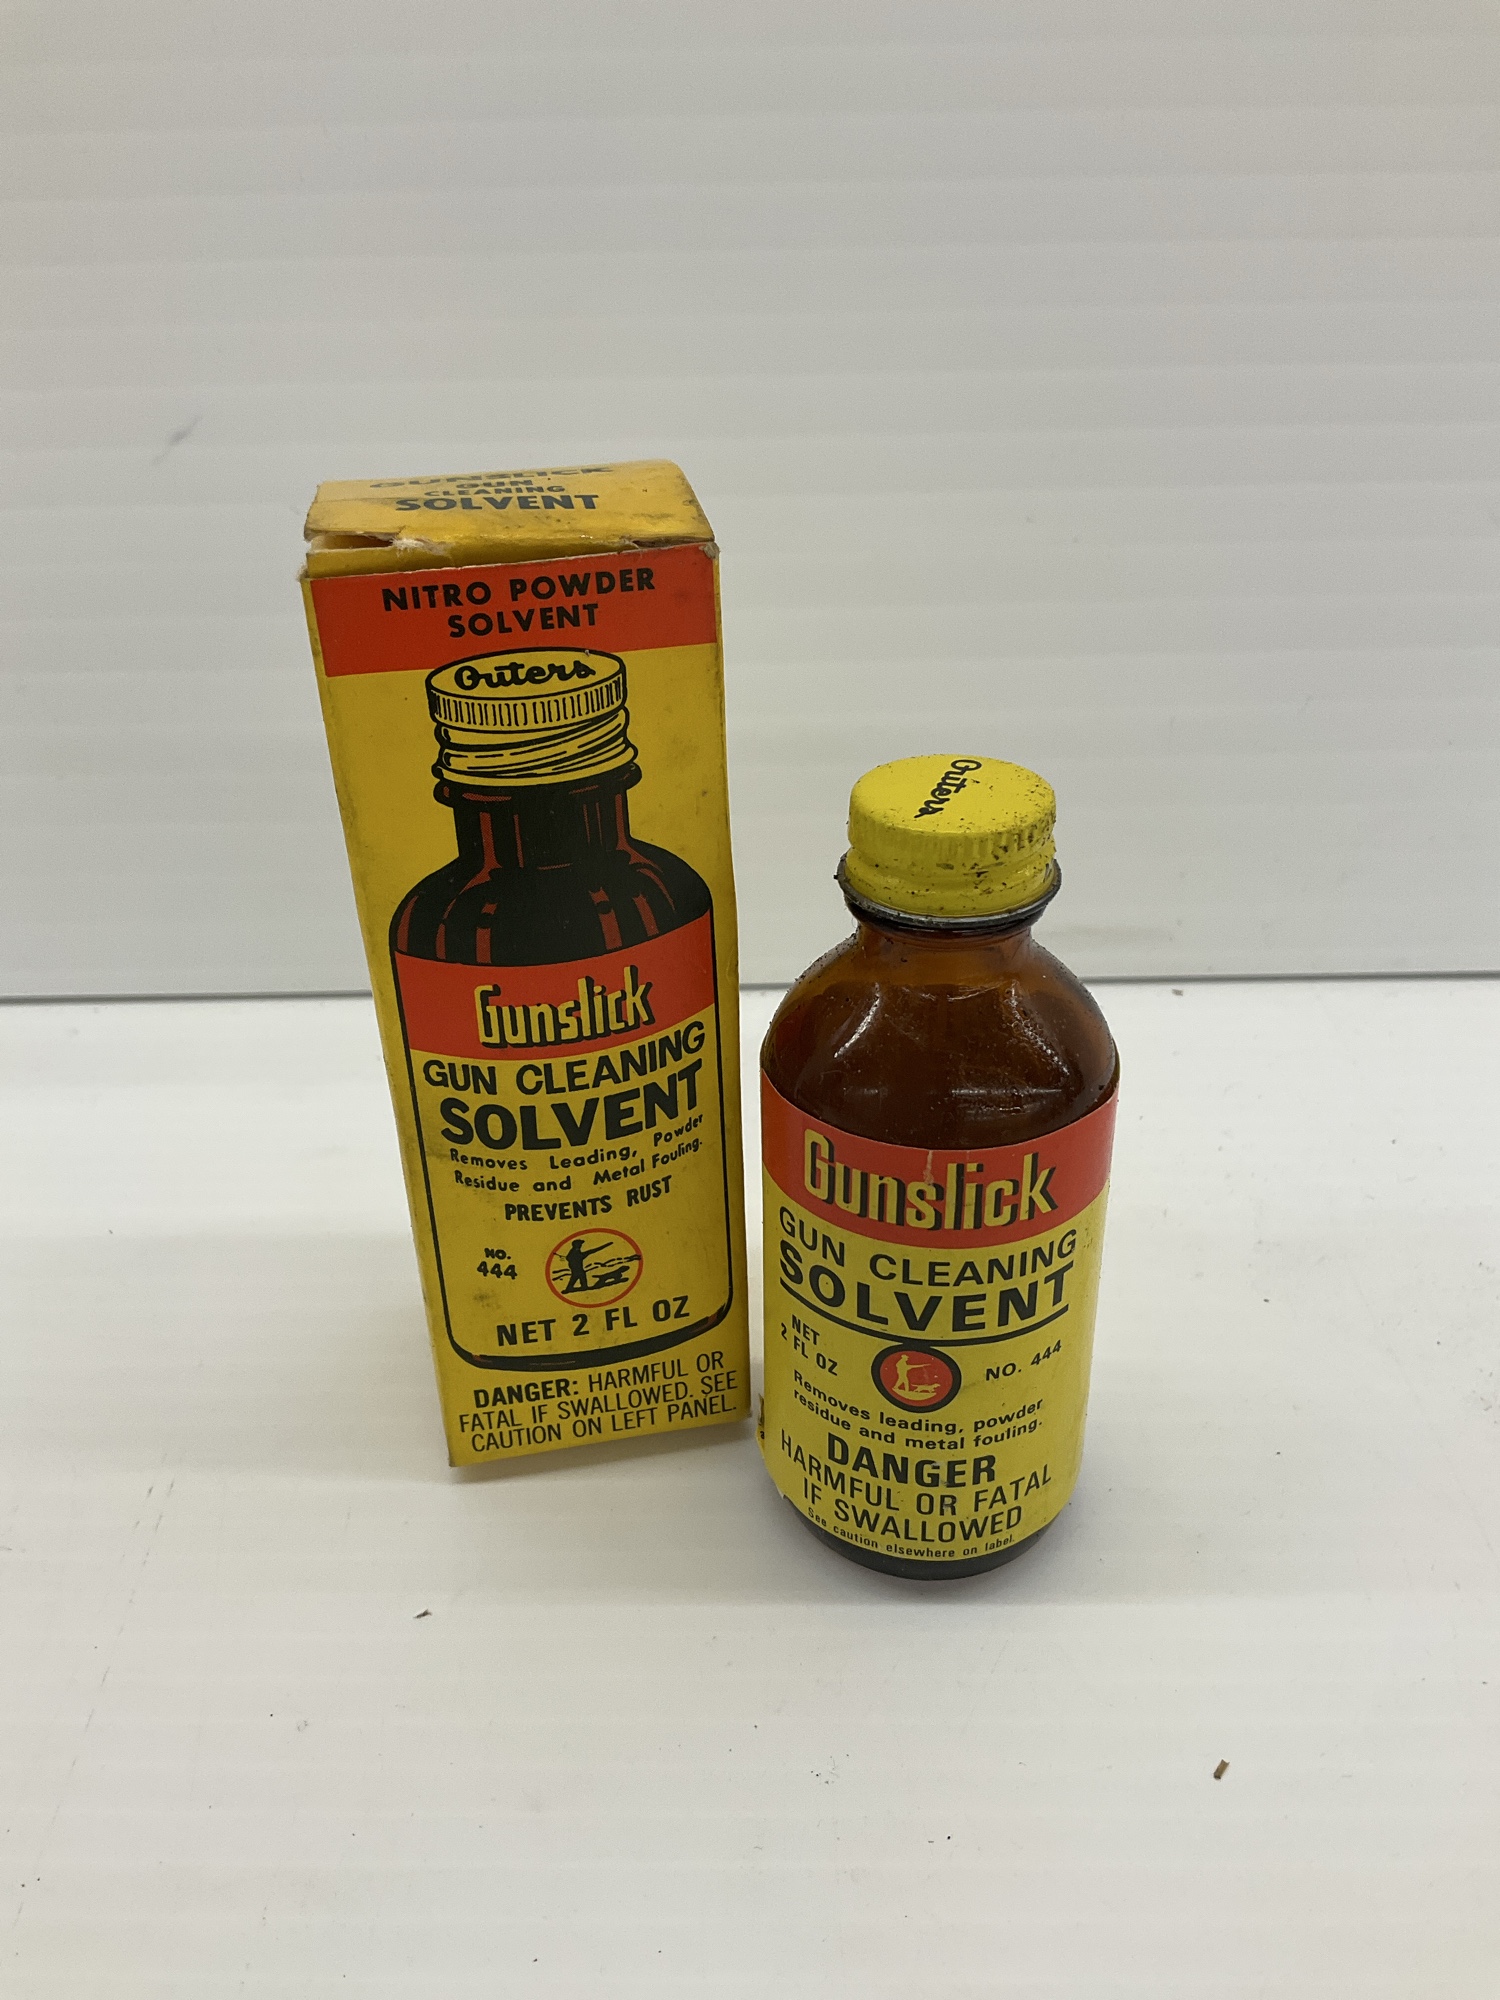 GUNSLICK
GUN
CLEANING
SOLVENT
NITRO POWDER
SOLVENT
Outers
Gunslick
GUN CLEANING
SOLVENT
Removes Leading, Powder
Residue and Metal Fouling.
PREVENTS RUST
NO.
444
NET 2 FL OZ
DANGER: HARMFUL OR
FATAL IF SWALLOWED. SEE
CAUTION ON LEFT PANEL.
Outers
Gunslick
GUN CLEANING
SOLVENT
NET
2 FL OZ
NO. 444
Removes leading, powder
residue and metal fouling.
DANGER
HARMFUL OR FATAL
IF SWALLOWED
See caution elsewhere on label.